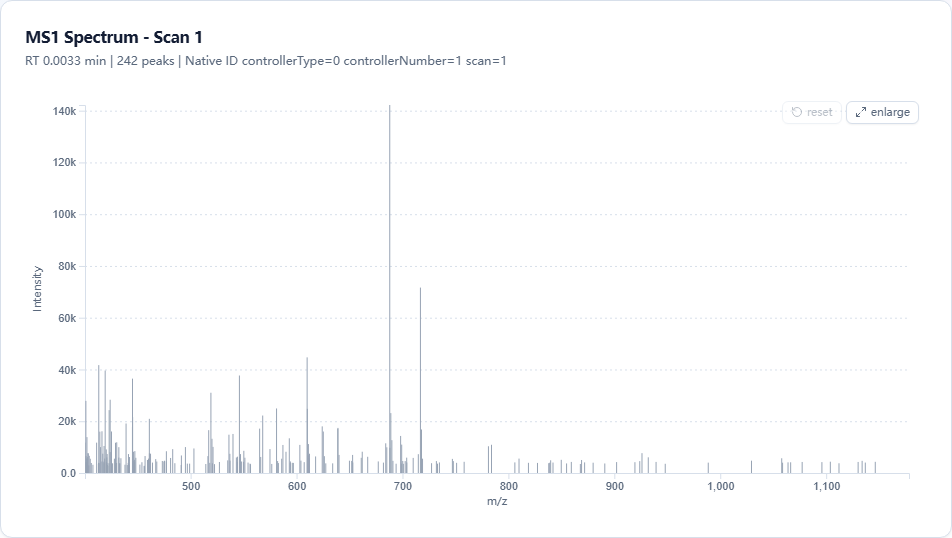 MS1 Spectrum - Scan 1
RT 0.0033 min | 242 peaks | Native ID controllerType=0 controllerNumber=1 scan=1
reset
enlarge
140k
120k
100k
80k
60k
40k
20k
0.0
Intensity
500
600
700
800
900
1,000
1,100
m/z